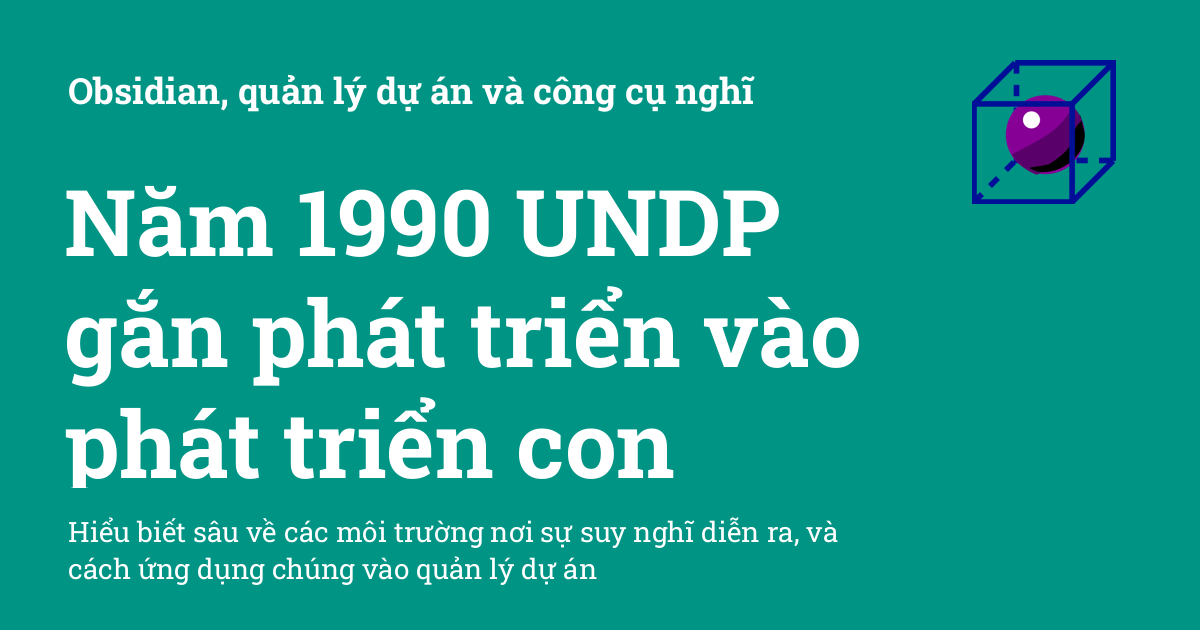 Obsidian, quản lý dự án và công cụ nghĩ
Năm 1990 UNDP
gắn phát triển vào
phát triển con
Hiểu biết sâu về các môi trường nơi sự suy nghĩ diễn ra, và
cách ứng dụng chúng vào quản lý dự án